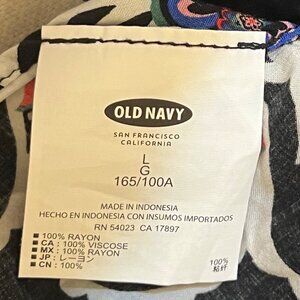 OLD NAVY
SAN FRANCISCO
CALIFORNIA
L
G
165/100A
MADE IN INDONESIA
HECHO EN INDONESIA CON INSUMOS IMPORTADOS
RN 54023 CA 17897
■ 100% RAYON
■ CA : 100% VISCOSE
■ MX : 100% RAYON
■ JP : レーヨン 100%
■ CN : 100%